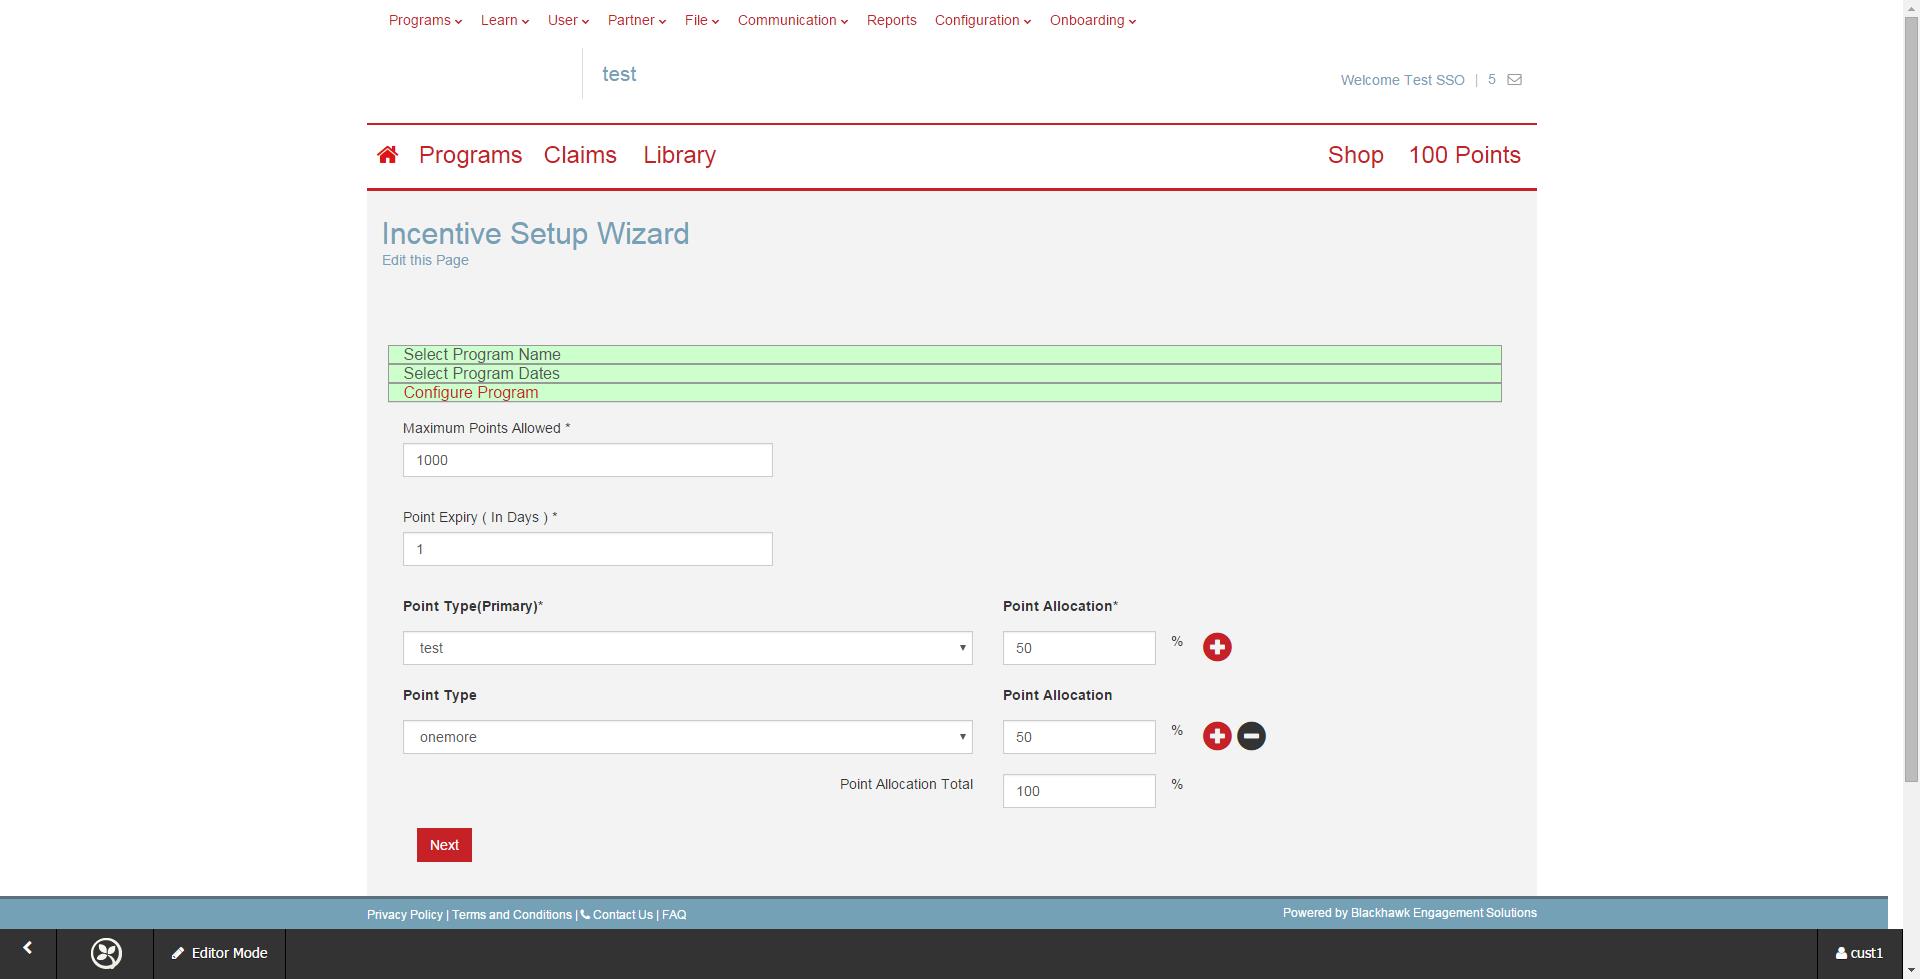 Programs Learn User Partner File Communication Reports Configuration Onboarding
test
Welcome Test SSO | 5
Programs Claims Library Shop 100 Points
Incentive Setup Wizard
Edit this Page
Select Program Name
Select Program Dates
Configure Program
Maximum Points Allowed *
1000
Point Expiry ( In Days ) *
1
Point Type(Primary)* Point Allocation*
test 50 %
Point Type Point Allocation
onemore 50 %
Point Allocation Total 100 %
Next
Privacy Policy | Terms and Conditions | Contact Us | FAQ Powered by Blackhawk Engagement Solutions
Editor Mode cust1